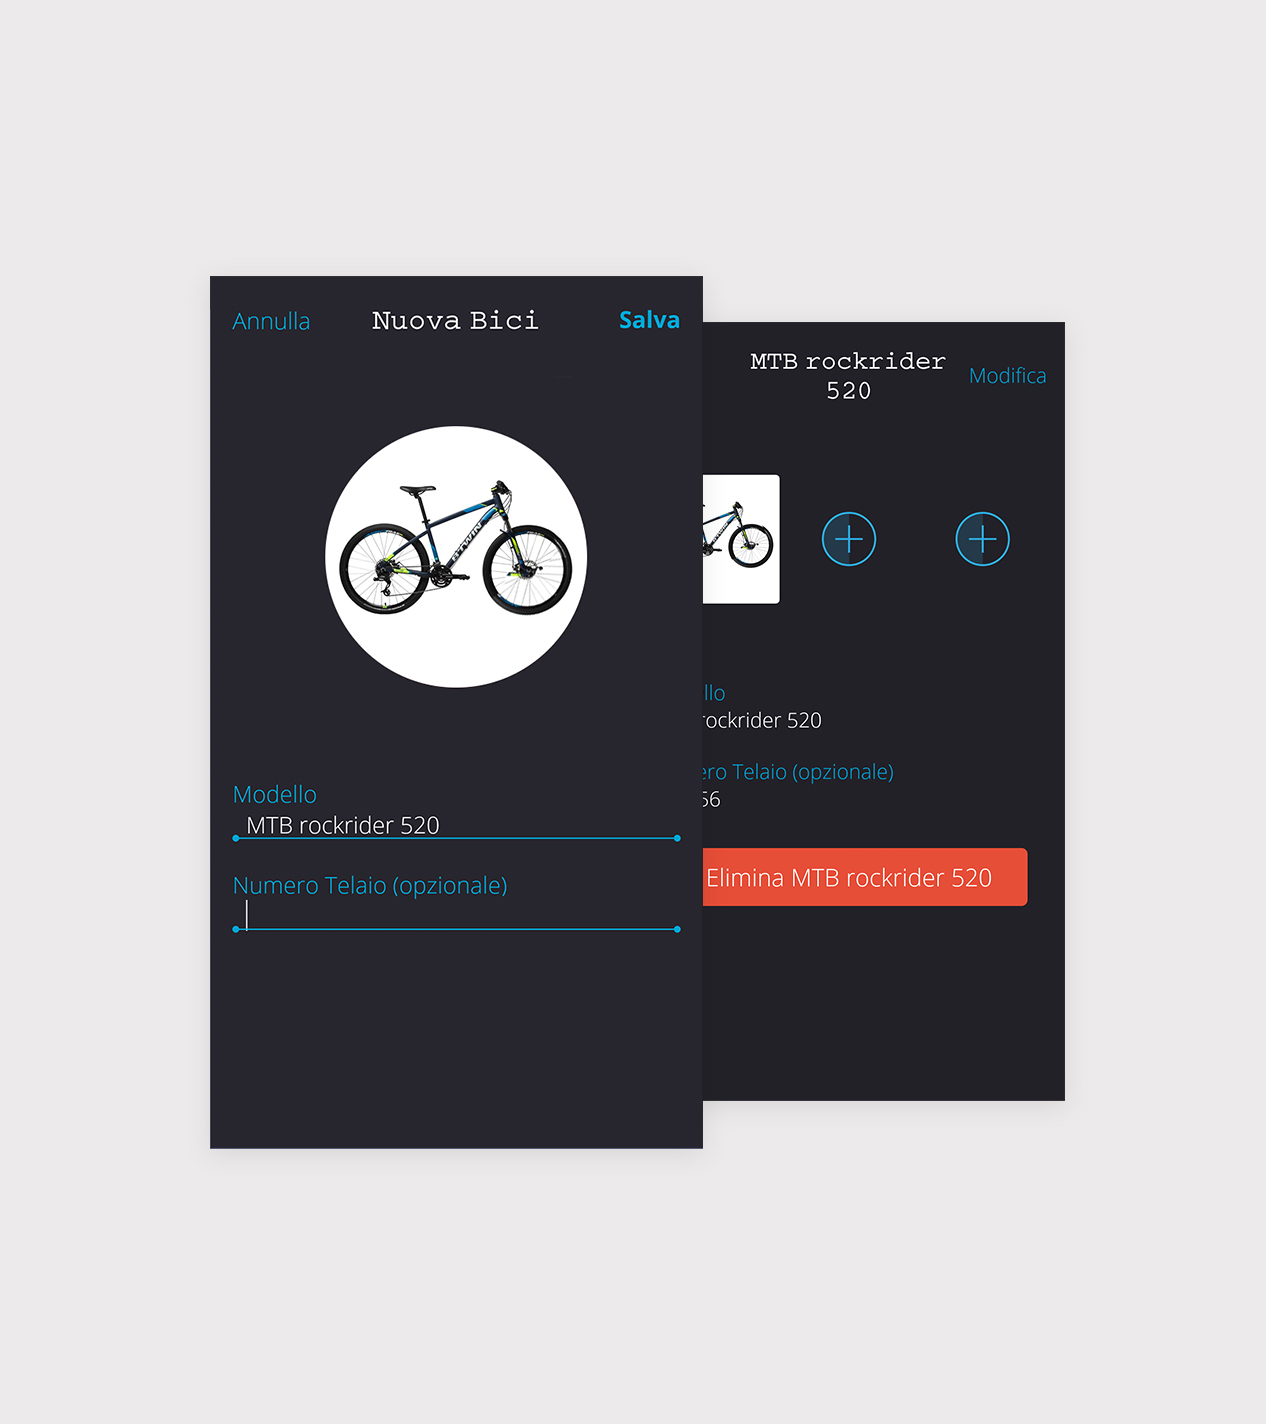 Annulla
Nuova Bici
Salva
B'TWIN
Modello
MTB rockrider 520
Numero Telaio (opzionale)
MTB rockrider
520
Modifica
llo
rockrider 520
ero Telaio (opzionale)
56
Elimina MTB rockrider 520